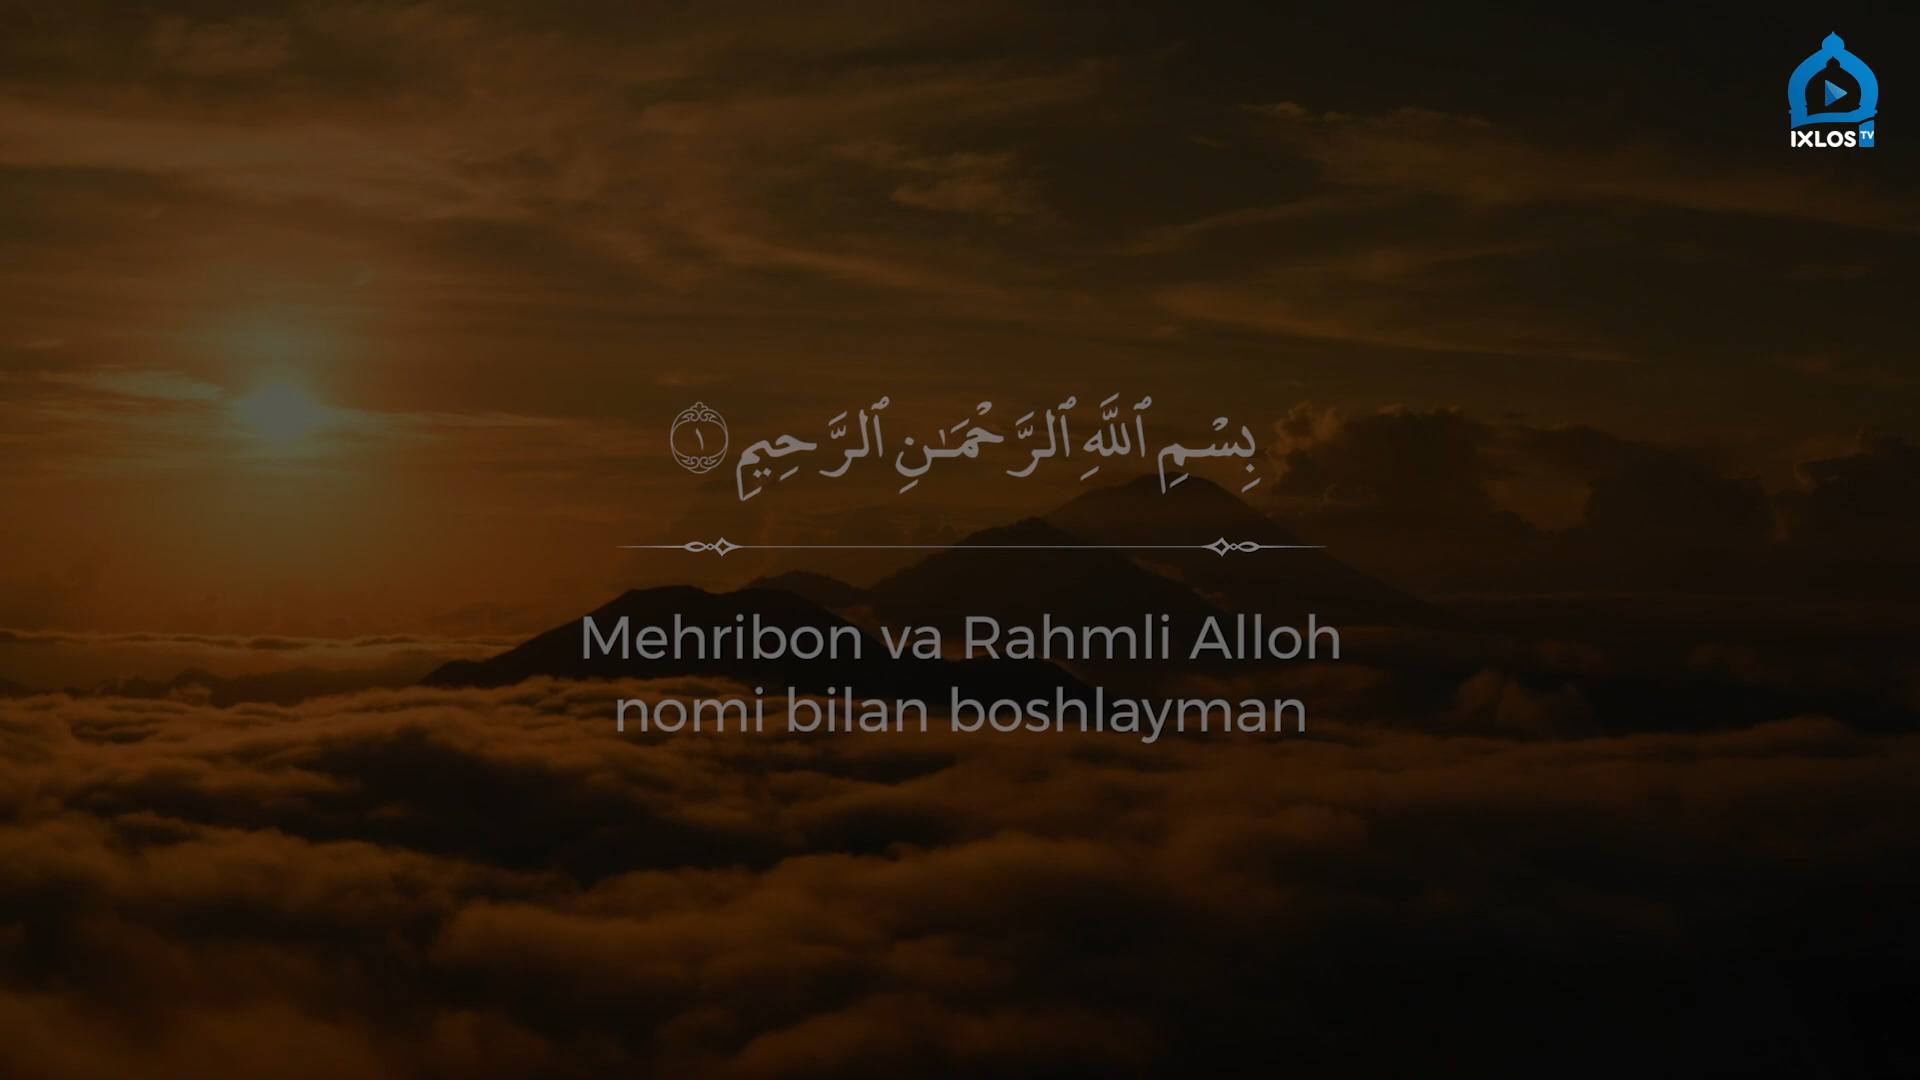 IXLOS TV
بِسْمِ ٱللَّهِ ٱلرَّحْمَـٰنِ ٱلرَّحِيمِ ١
Mehribon va Rahmli Alloh
nomi bilan boshlayman